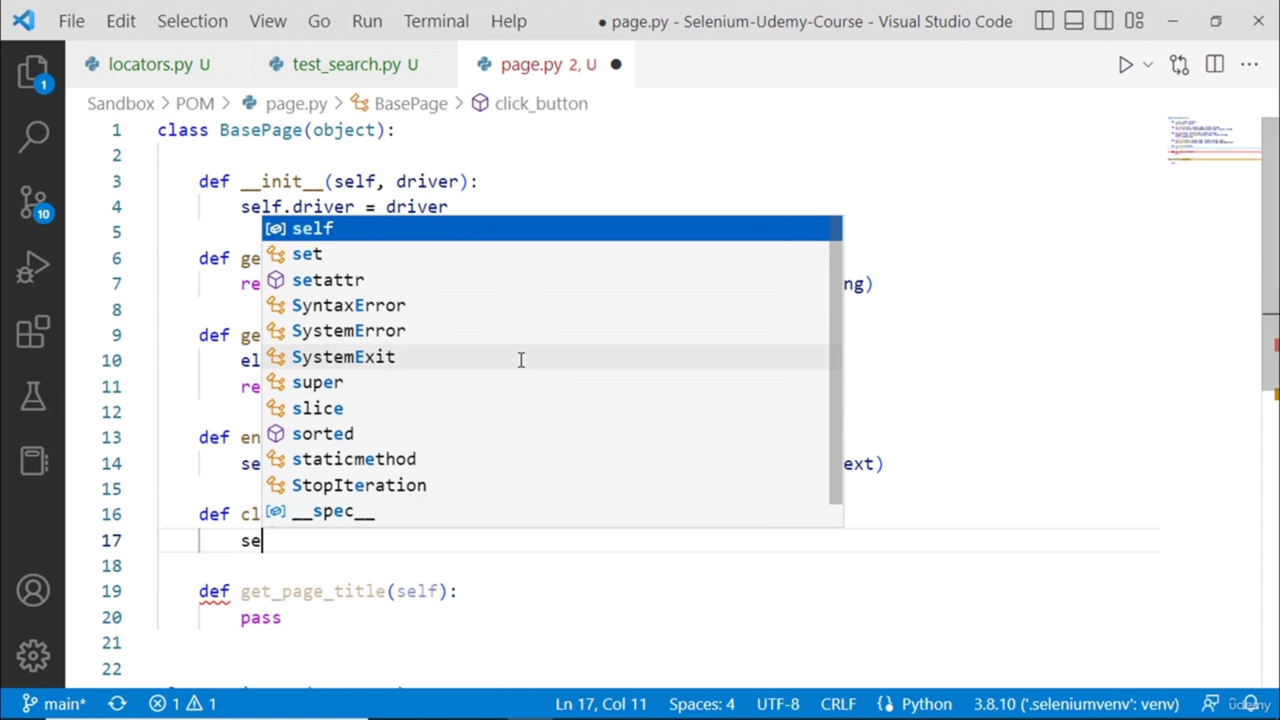 File Edit Selection View Go Run Terminal Help ● page.py - Selenium-Udemy-Course - Visual Studio Code
locators.py U test_search.py U page.py 2, U
Sandbox > POM > page.py > BasePage > click_button
1 class BasePage(object):
2
3 def __init__(self, driver):
4 self.driver = driver
self
5
set
6 def ge
setattr
7 re ng)
SyntaxError
8
SystemError
9 def ge
SystemExit
10 el
super
11 re
slice
12
sorted
13 def en
staticmethod
14 se ext)
StopIteration
15
__spec__
16 def cl
17 se
18
19 def get_page_title(self):
20 pass
21
22
1
10
main* 1 1 Ln 17, Col 11 Spaces: 4 UTF-8 CRLF Python 3.8.10 ('.seleniumvenv': venv)
ûdemy